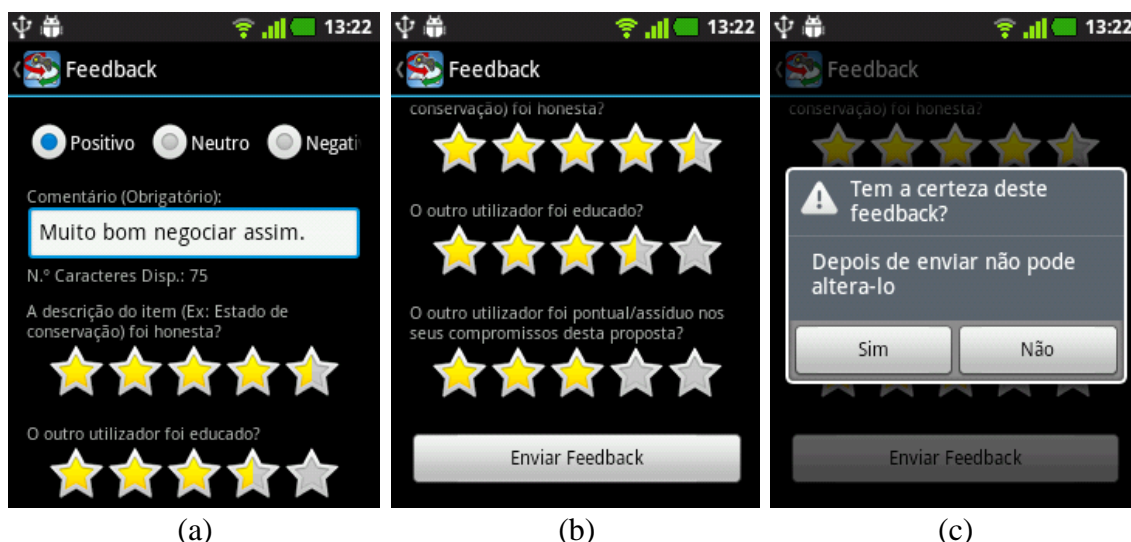 13:22
Feedback
Positivo Neutro Negati
Comentário (Obrigatório):
Muito bom negociar assim.
N.º Caracteres Disp.: 75
A descrição do item (Ex: Estado de
conservação) foi honesta?
O outro utilizador foi educado?
(a)
13:22
Feedback
conservação) foi honesta?
O outro utilizador foi educado?
O outro utilizador foi pontual/assíduo nos
seus compromissos desta proposta?
Enviar Feedback
(b)
13:22
Feedback
conservação) foi honesta?
Tem a certeza deste
feedback?
Depois de enviar não pode
altera-lo
Sim Não
Enviar Feedback
(c)